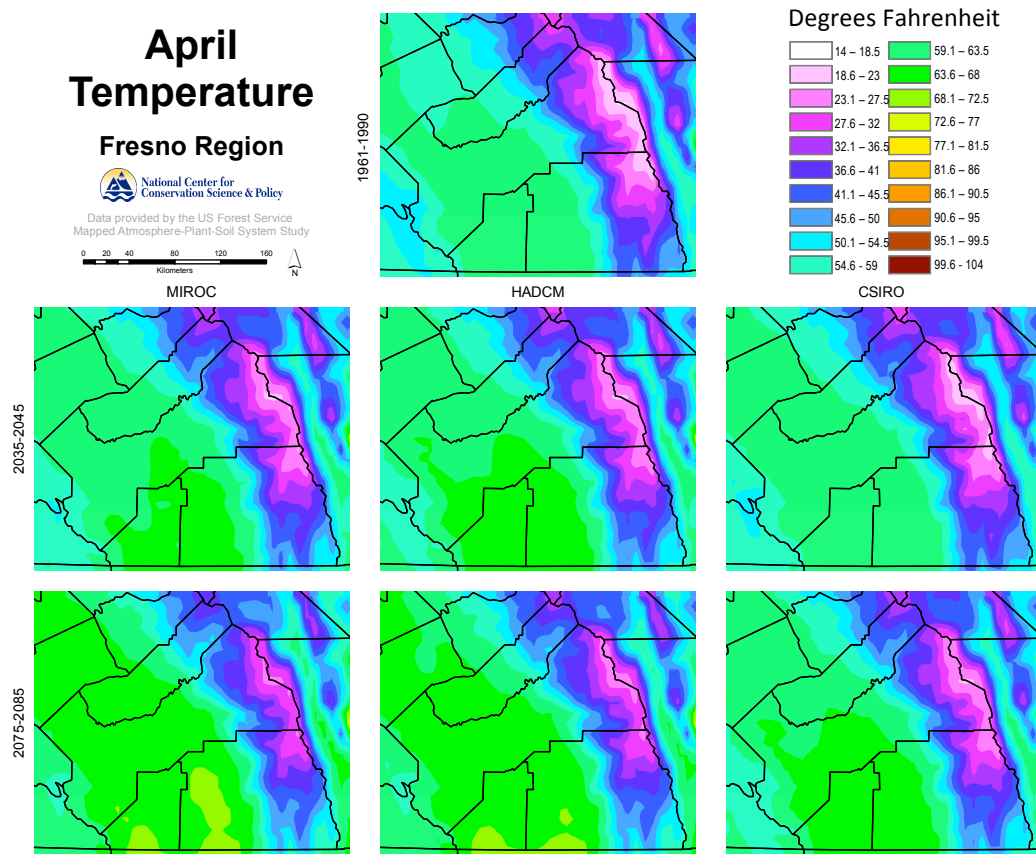 April
Temperature
Fresno Region
National Center for
Conservation Science & Policy
Data provided by the US Forest Service
Mapped Atmosphere-Plant-Soil System Study
0 20 40 80 120 160
Kilometers
N
1961-1990
Degrees Fahrenheit
14 – 18.5
18.6 – 23
23.1 – 27.5
27.6 – 32
32.1 – 36.5
36.6 – 41
41.1 – 45.5
45.6 – 50
50.1 – 54.5
54.6 – 59
59.1 – 63.5
63.6 – 68
68.1 – 72.5
72.6 – 77
77.1 – 81.5
81.6 – 86
86.1 – 90.5
90.6 – 95
95.1 – 99.5
99.6 - 104
MIROC
HADCM
CSIRO
2035-2045
2075-2085